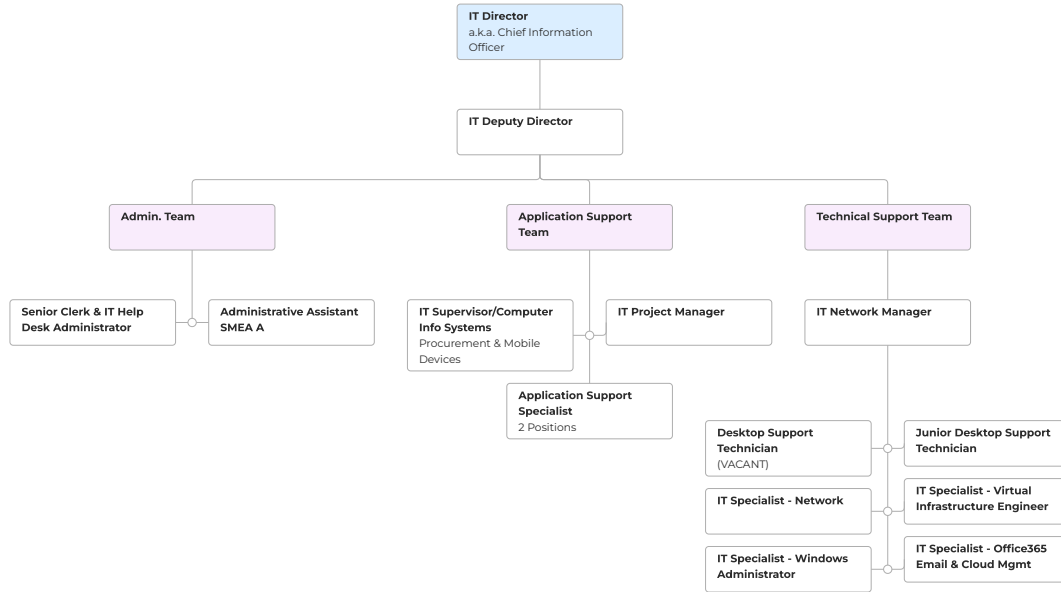 IT Director
a.k.a. Chief Information
Officer
IT Deputy Director
Admin. Team
Application Support
Team
Technical Support Team
Senior Clerk & IT Help
Desk Administrator
Administrative Assistant
SMEA A
IT Supervisor/Computer
Info Systems
Procurement & Mobile
Devices
IT Project Manager
IT Network Manager
Application Support
Specialist
2 Positions
Desktop Support
Technician
(VACANT)
Junior Desktop Support
Technician
IT Specialist - Network
IT Specialist - Virtual
Infrastructure Engineer
IT Specialist - Windows
Administrator
IT Specialist - Office365
Email & Cloud Mgmt